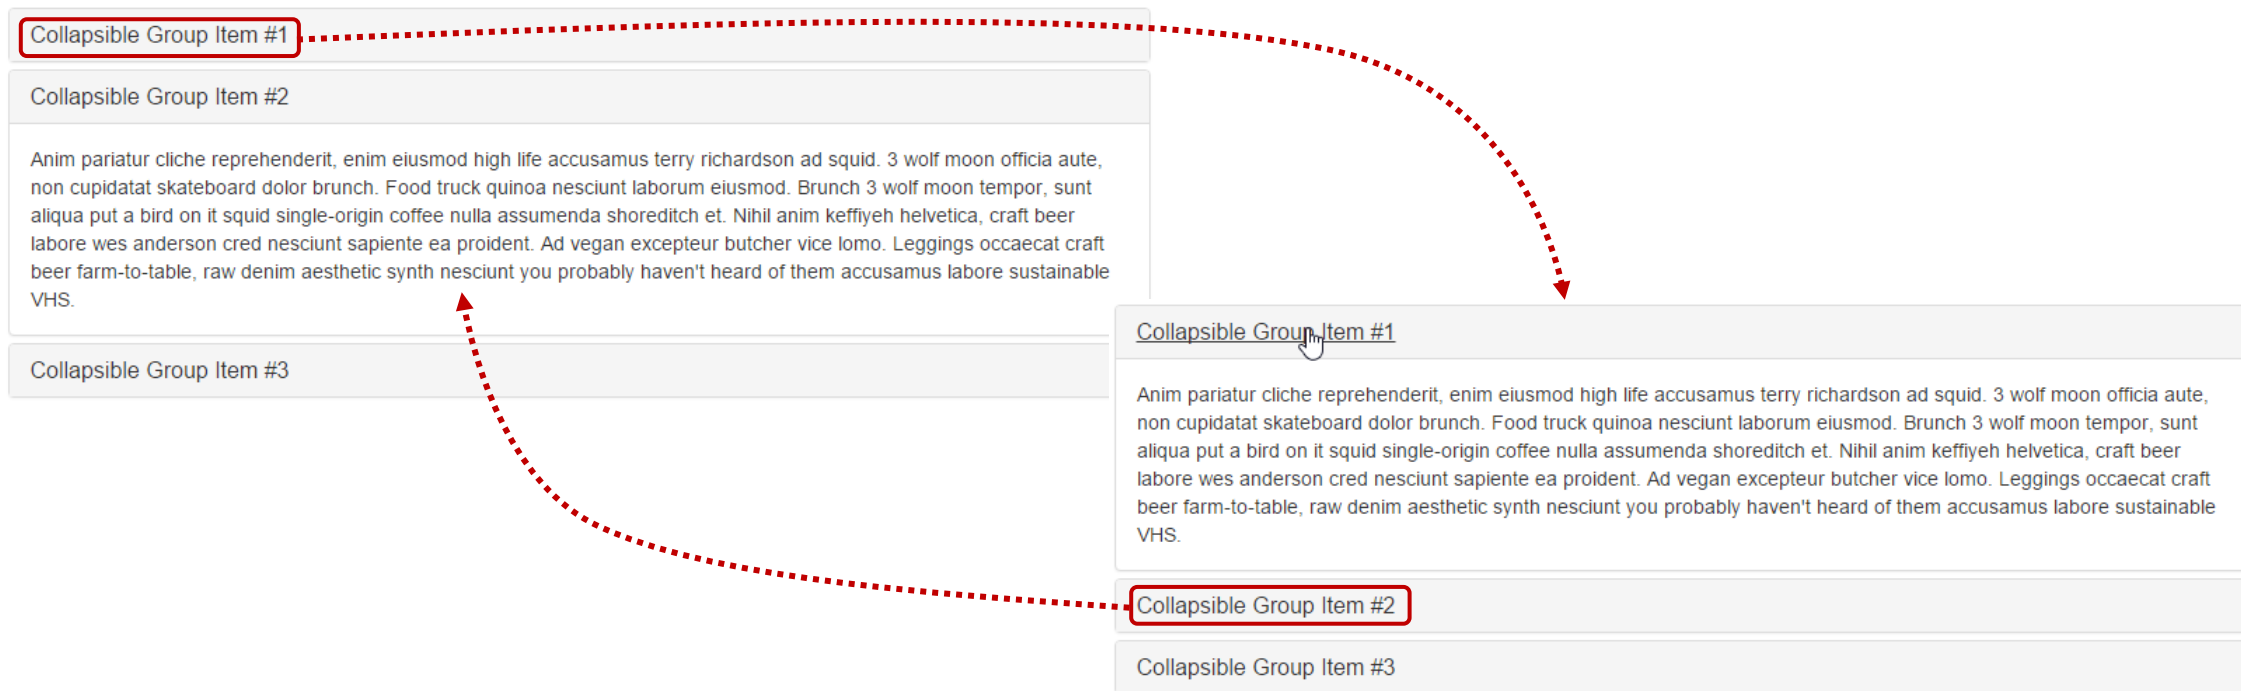 Collapsible Group Item #1
Collapsible Group Item #2
Anim pariatur cliche reprehenderit, enim eiusmod high life accusamus terry richardson ad squid. 3 wolf moon officia aute,
non cupidatat skateboard dolor brunch. Food truck quinoa nesciunt laborum eiusmod. Brunch 3 wolf moon tempor, sunt
aliqua put a bird on it squid single-origin coffee nulla assumenda shoreditch et. Nihil anim keffiyeh helvetica, craft beer
labore wes anderson cred nesciunt sapiente ea proident. Ad vegan excepteur butcher vice lomo. Leggings occaecat craft
beer farm-to-table, raw denim aesthetic synth nesciunt you probably haven't heard of them accusamus labore sustainable
VHS.
Collapsible Group Item #3
Collapsible Group Item #1
Anim pariatur cliche reprehenderit, enim eiusmod high life accusamus terry richardson ad squid. 3 wolf moon officia aute,
non cupidatat skateboard dolor brunch. Food truck quinoa nesciunt laborum eiusmod. Brunch 3 wolf moon tempor, sunt
aliqua put a bird on it squid single-origin coffee nulla assumenda shoreditch et. Nihil anim keffiyeh helvetica, craft beer
labore wes anderson cred nesciunt sapiente ea proident. Ad vegan excepteur butcher vice lomo. Leggings occaecat craft
beer farm-to-table, raw denim aesthetic synth nesciunt you probably haven't heard of them accusamus labore sustainable
VHS.
Collapsible Group Item #2
Collapsible Group Item #3